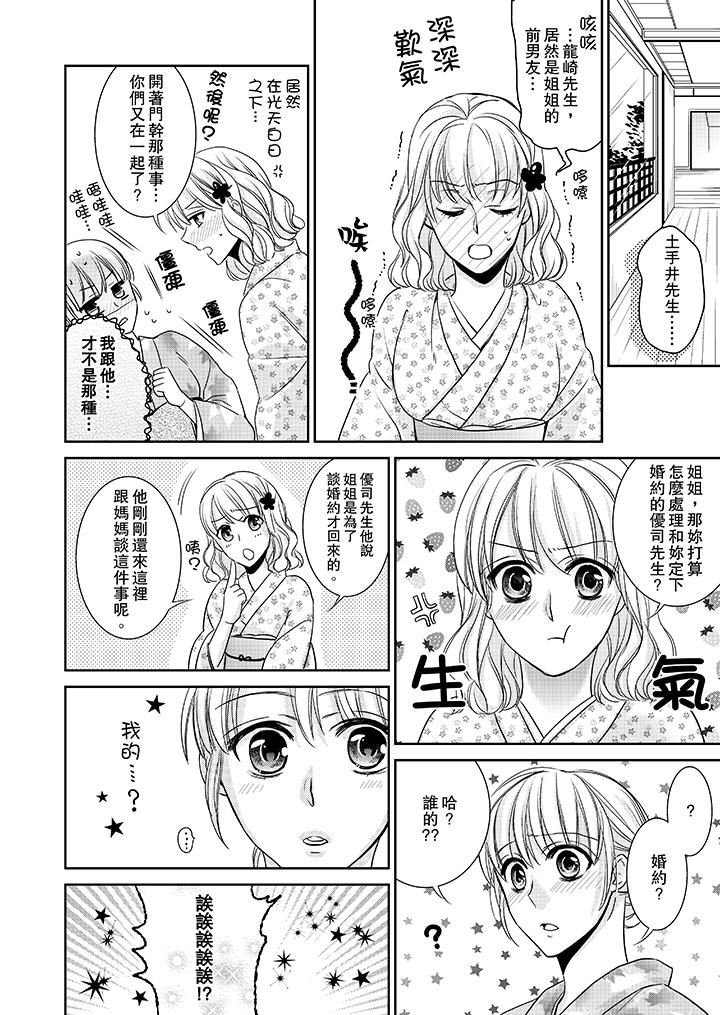 土手井先生……
咳咳
…龍崎先生，
居然是姐姐的
前男友…
深深
歎氣
哆嗦
唉
哆嗦
居然
在光天白日
之下…
然後呢？
開著門幹那種事…
你們又在一起了？
唔哇哇
哇哇…
僵硬
僵硬
我跟他…
才不是那種…
姐姐，那妳打算
怎麼處理和妳定下
婚約的優司先生？
生氣
優司先生他說
姐姐是為了
談婚約才回來的。
唔？
他剛剛還來這裡
跟媽媽談這件事呢。
？
婚約？
哈？
誰的??
？
我的…？
誒誒誒誒誒!?